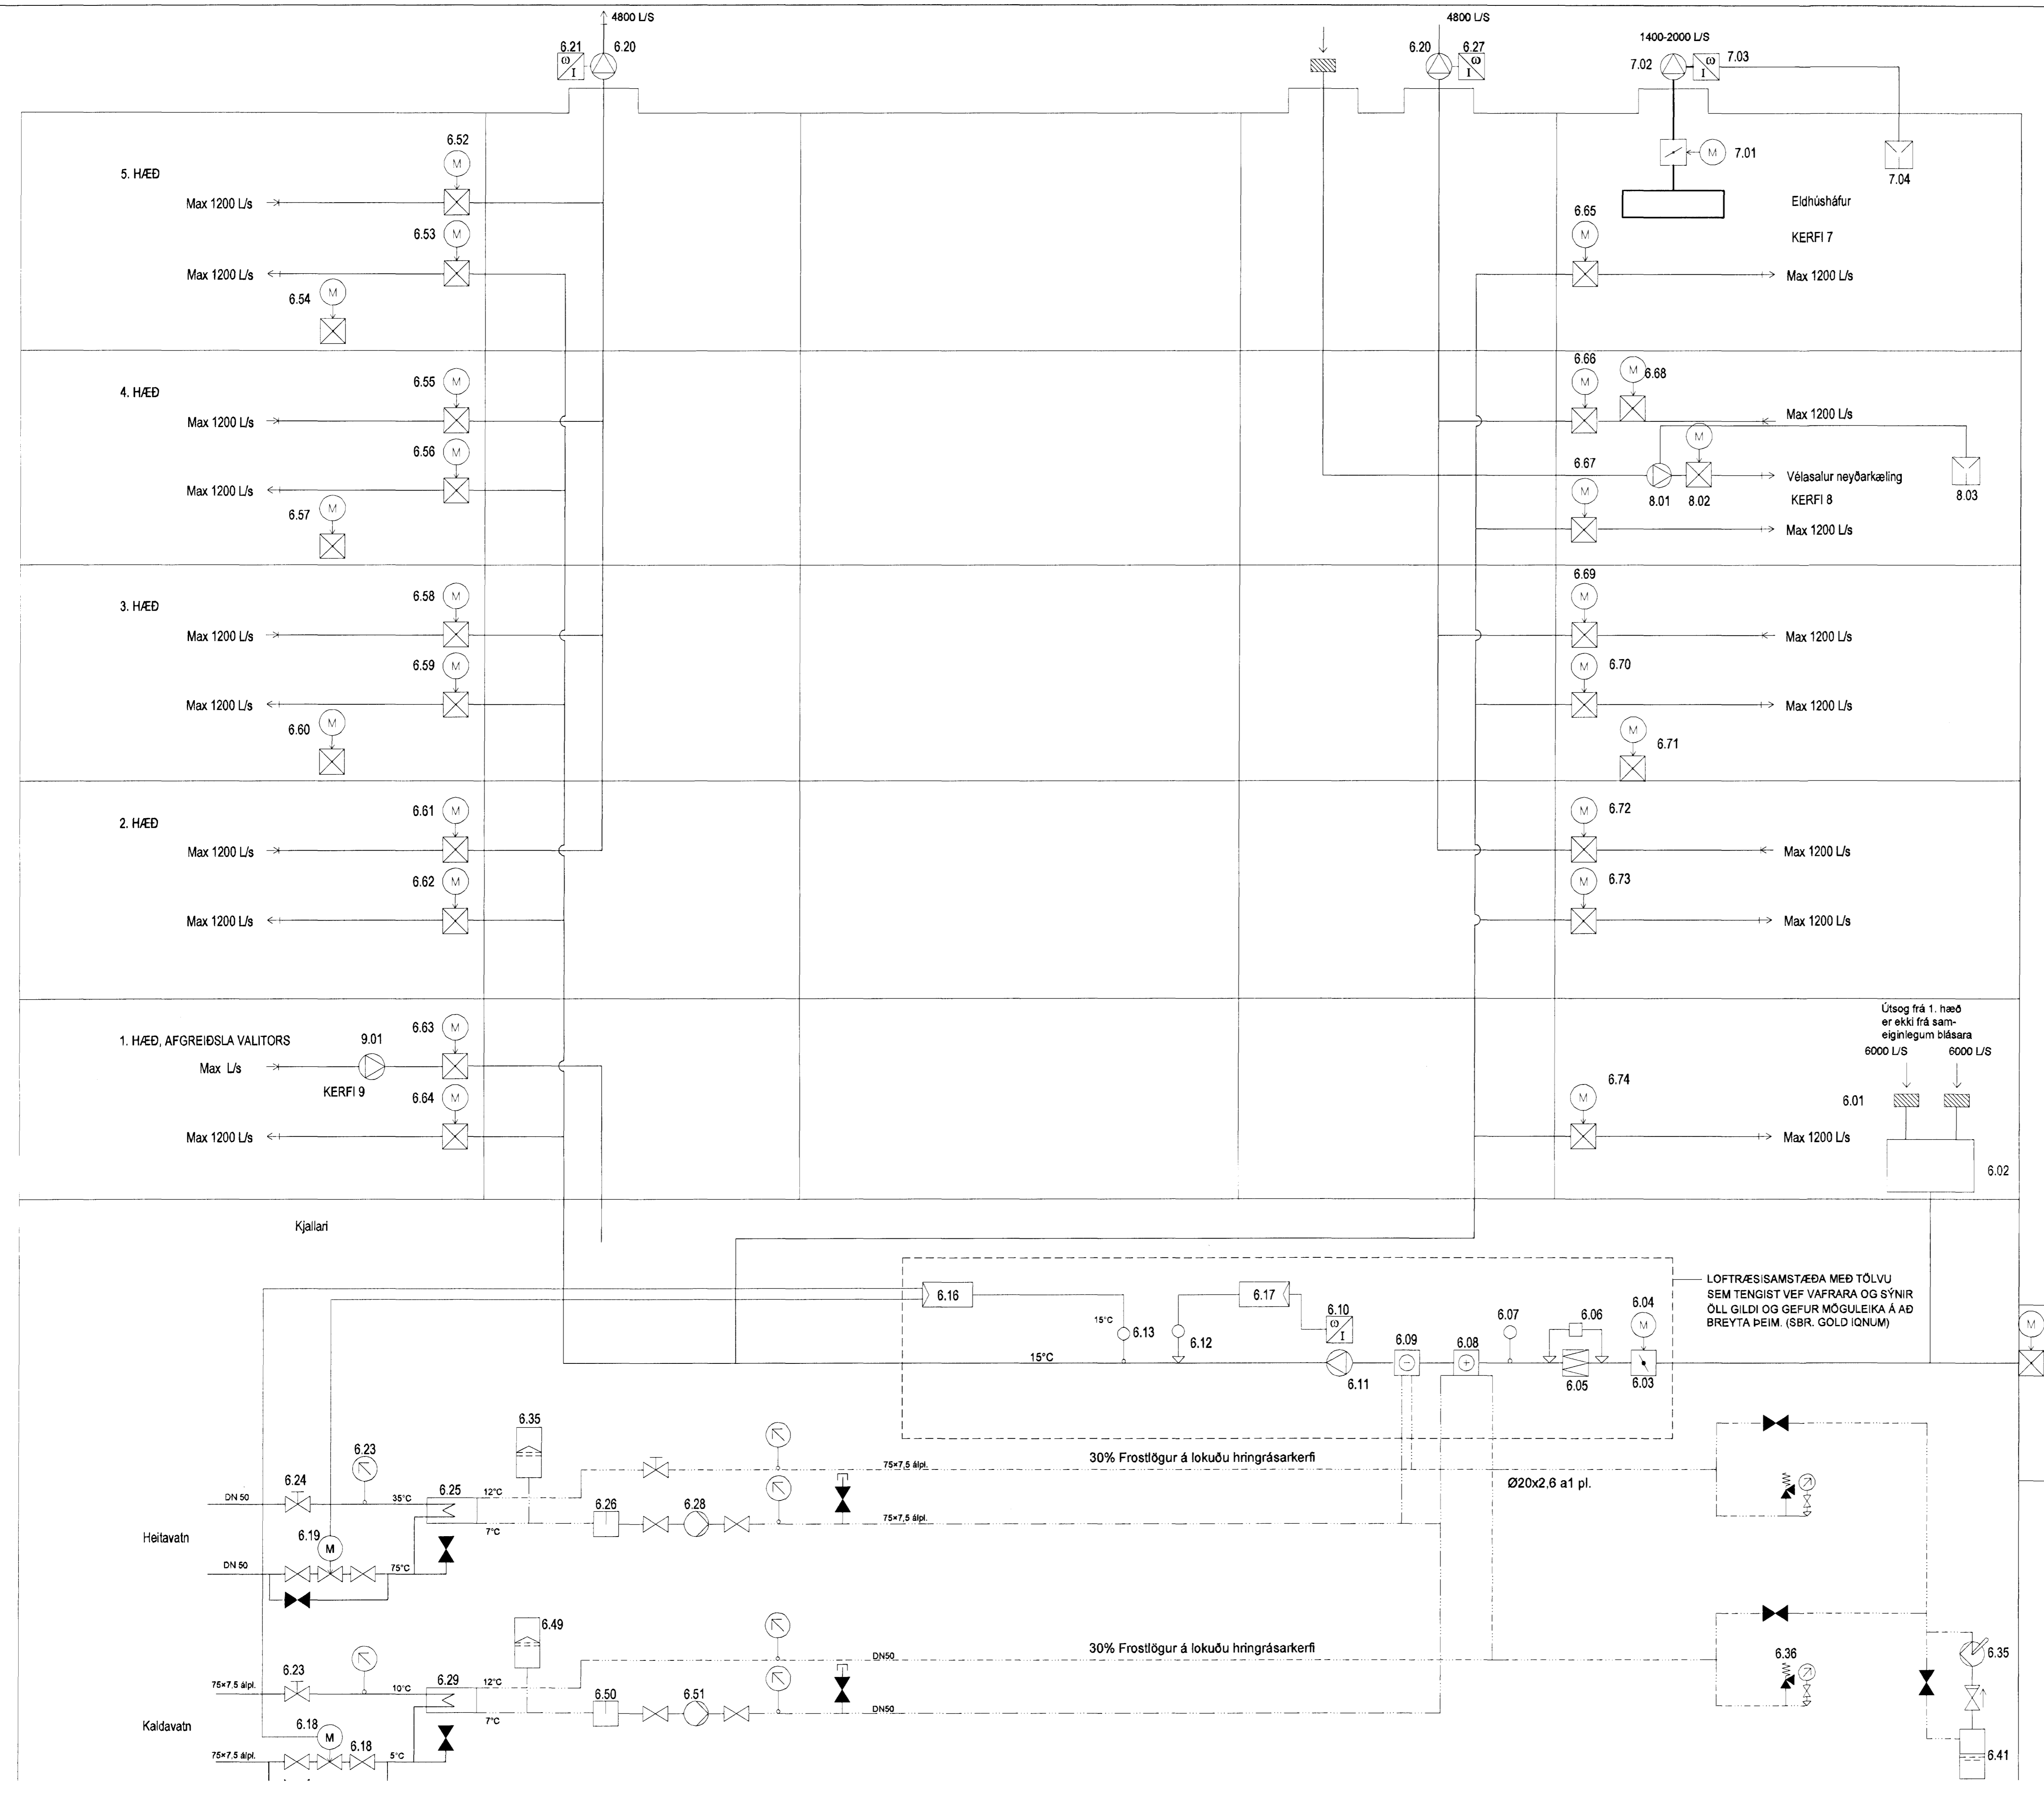 4800 L/S
6.21
6.20
ω
I
4800 L/S
6.20
6.27
ω
I
1400-2000 L/S
7.02
7.03
ω
I
M
7.01
7.04
Eldhúsháfur
KERFI 7
5. HÆÐ
6.52
M
Max 1200 L/s
6.53
M
Max 1200 L/s
6.54
M
6.65
M
Max 1200 L/s
4. HÆÐ
6.55
M
Max 1200 L/s
6.56
M
Max 1200 L/s
6.57
M
6.66
M
M
6.68
Max 1200 L/s
M
6.67
M
8.01
8.02
Vélasalur neyðarkæling
KERFI 8
8.03
Max 1200 L/s
3. HÆÐ
6.58
M
Max 1200 L/s
6.59
M
Max 1200 L/s
6.60
M
6.69
M
Max 1200 L/s
M
6.70
Max 1200 L/s
M
6.71
2. HÆÐ
6.61
M
Max 1200 L/s
6.62
M
Max 1200 L/s
M
6.72
Max 1200 L/s
M
6.73
Max 1200 L/s
1. HÆÐ, AFGREIÐSLA VALITORS
9.01
6.63
M
Max L/s
KERFI 9
6.64
M
Max 1200 L/s
6.74
M
Max 1200 L/s
Útsog frá 1. hæð
er ekki frá sam-
eiginlegum blásara
6000 L/S
6000 L/S
6.01
6.02
Kjallari
6.16
15°C
6.13
6.17
6.12
6.10
ω
I
6.11
15°C
6.09
6.08
6.07
6.06
6.05
6.04
M
6.03
LOFTRÆSISAMSTÆÐA MEÐ TÖLVU
SEM TENGIST VEF VAFRARA OG SÝNIR
ÖLL GILDI OG GEFUR MÖGULEIKA Á AÐ
BREYTA ÞEIM. (SBR. GOLD IQNUM)
M
6.35
6.23
6.24
DN 50
35°C
6.25
12°C
7°C
6.26
6.28
75×7,5 álpl.
75×7,5 álpl.
30% Frostlögur á lokuðu hringrásarkerfi
Ø20x2,6 a1 pl.
Heitavatn
6.19
M
DN 50
75°C
6.49
6.23
75×7,5 álpl.
10°C
6.29
12°C
7°C
6.50
6.51
DN50
DN50
30% Frostlögur á lokuðu hringrásarkerfi
6.36
6.35
6.41
Kaldavatn
6.18
M
6.18
75×7,5 álpl.
5°C